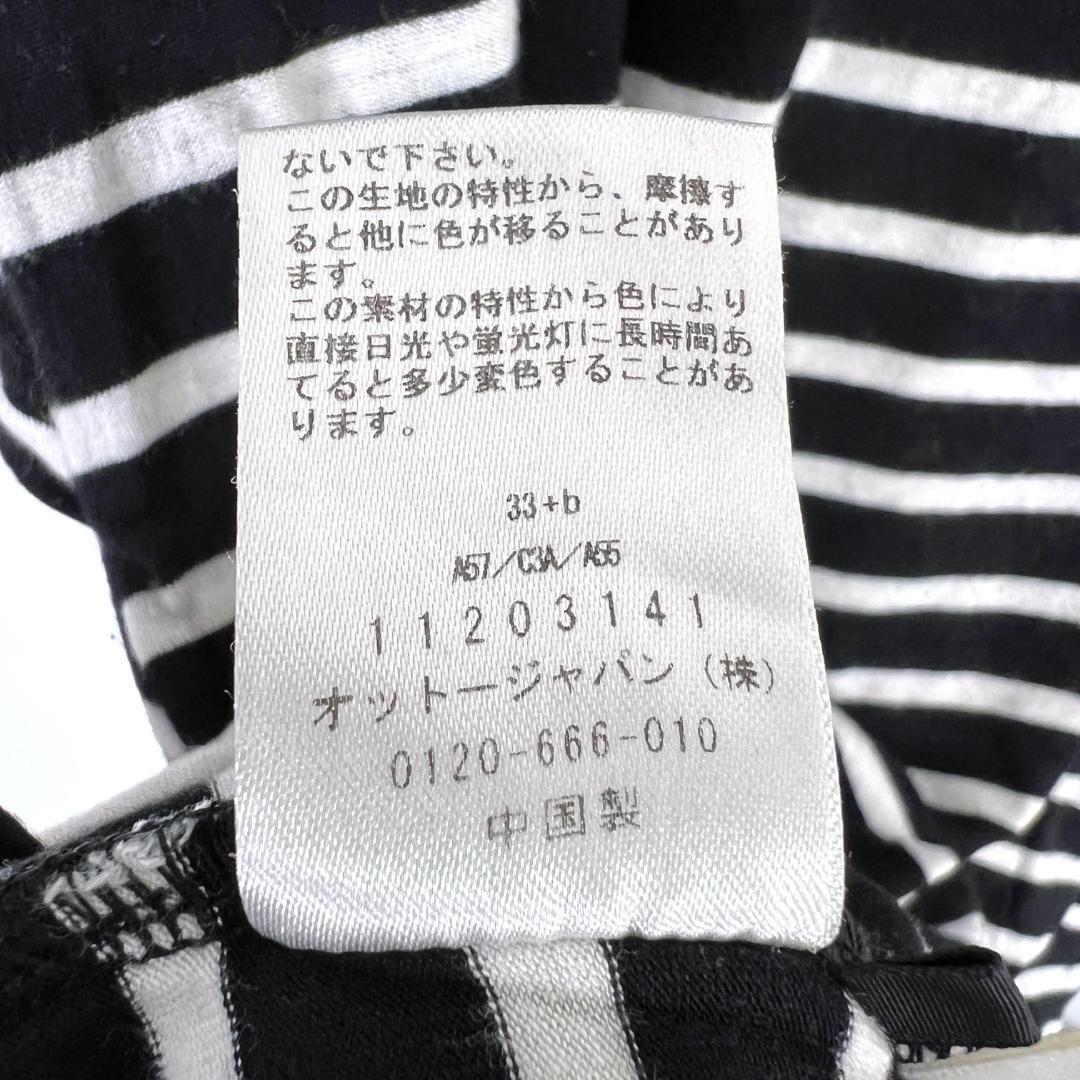 ないで下さい。
この生地の特性から、摩擦す
ると他に色が移ることがあり
ます。
この素材の特性から色により
直接日光や蛍光灯に長時間あ
てると多少変色することがあ
ります。
33+b
A57/C3A/A55
11203141
オットージャパン（株）
0120-666-010
中国製